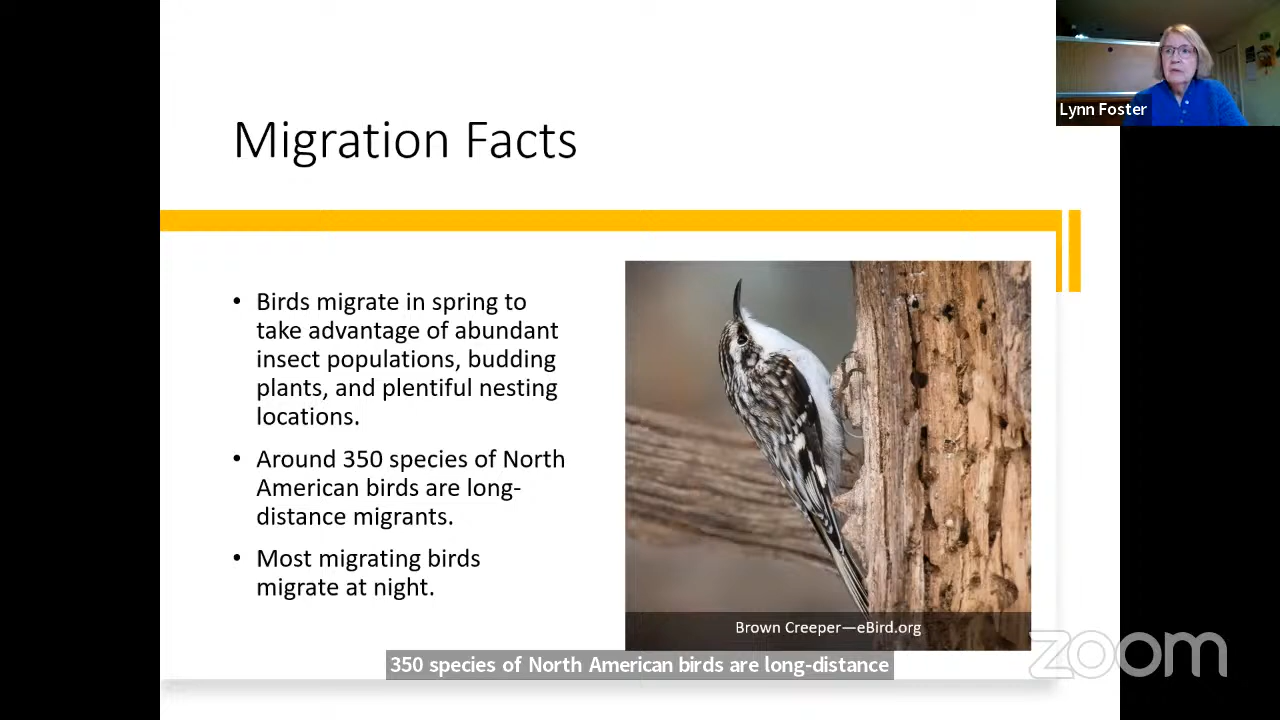 Lynn Foster
Migration Facts
• Birds migrate in spring to
take advantage of abundant
insect populations, budding
plants, and plentiful nesting
locations.
• Around 350 species of North
American birds are long-
distance migrants.
• Most migrating birds
migrate at night.
Brown Creeper—eBird.org
350 species of North American birds are long-distance
zoom